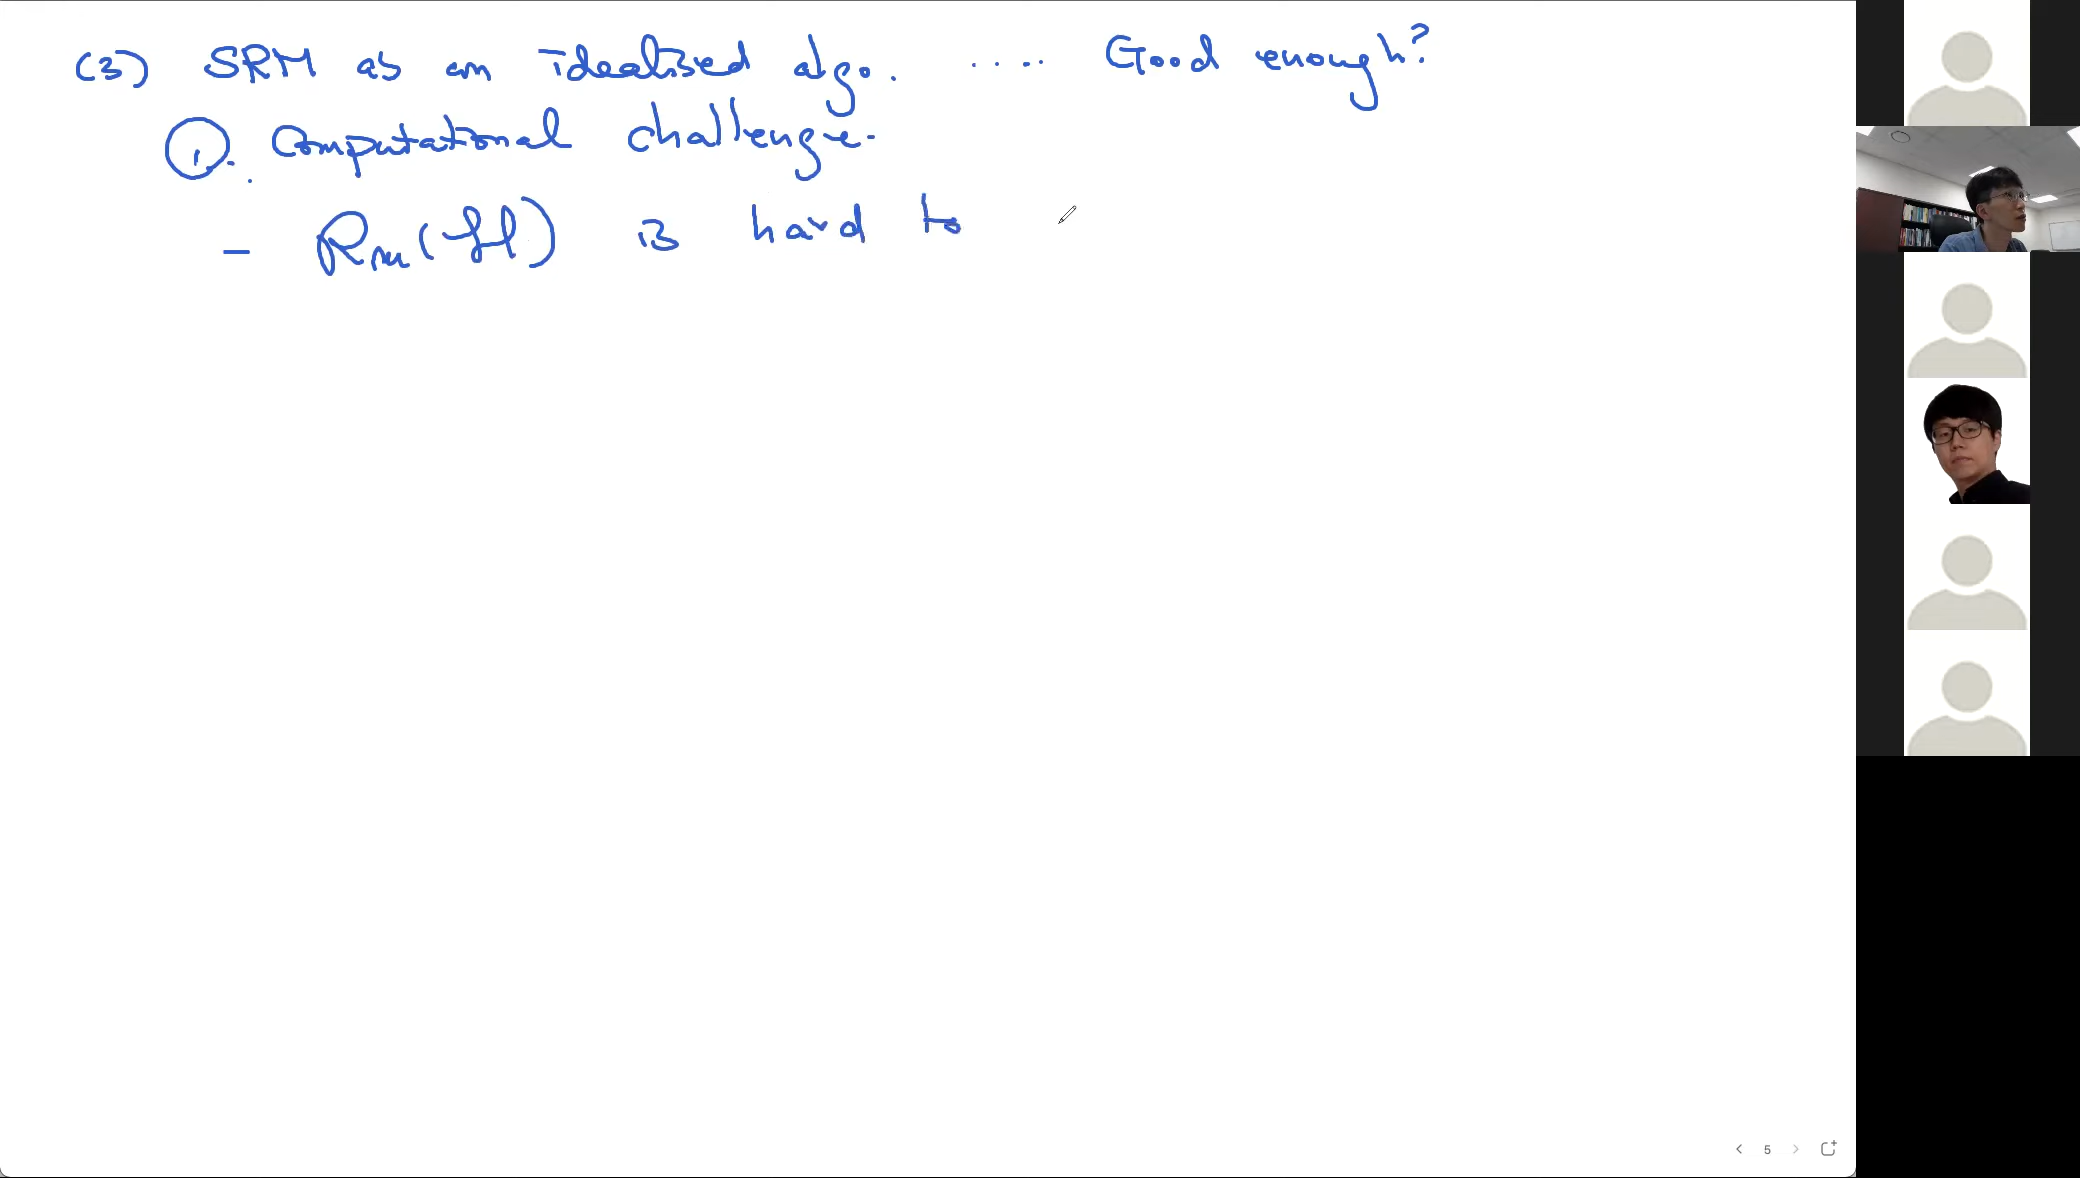 (3) SRM as an idealised algo. .... Good enough?
①. Computational challenge.
- Rm(H) is hard to
5